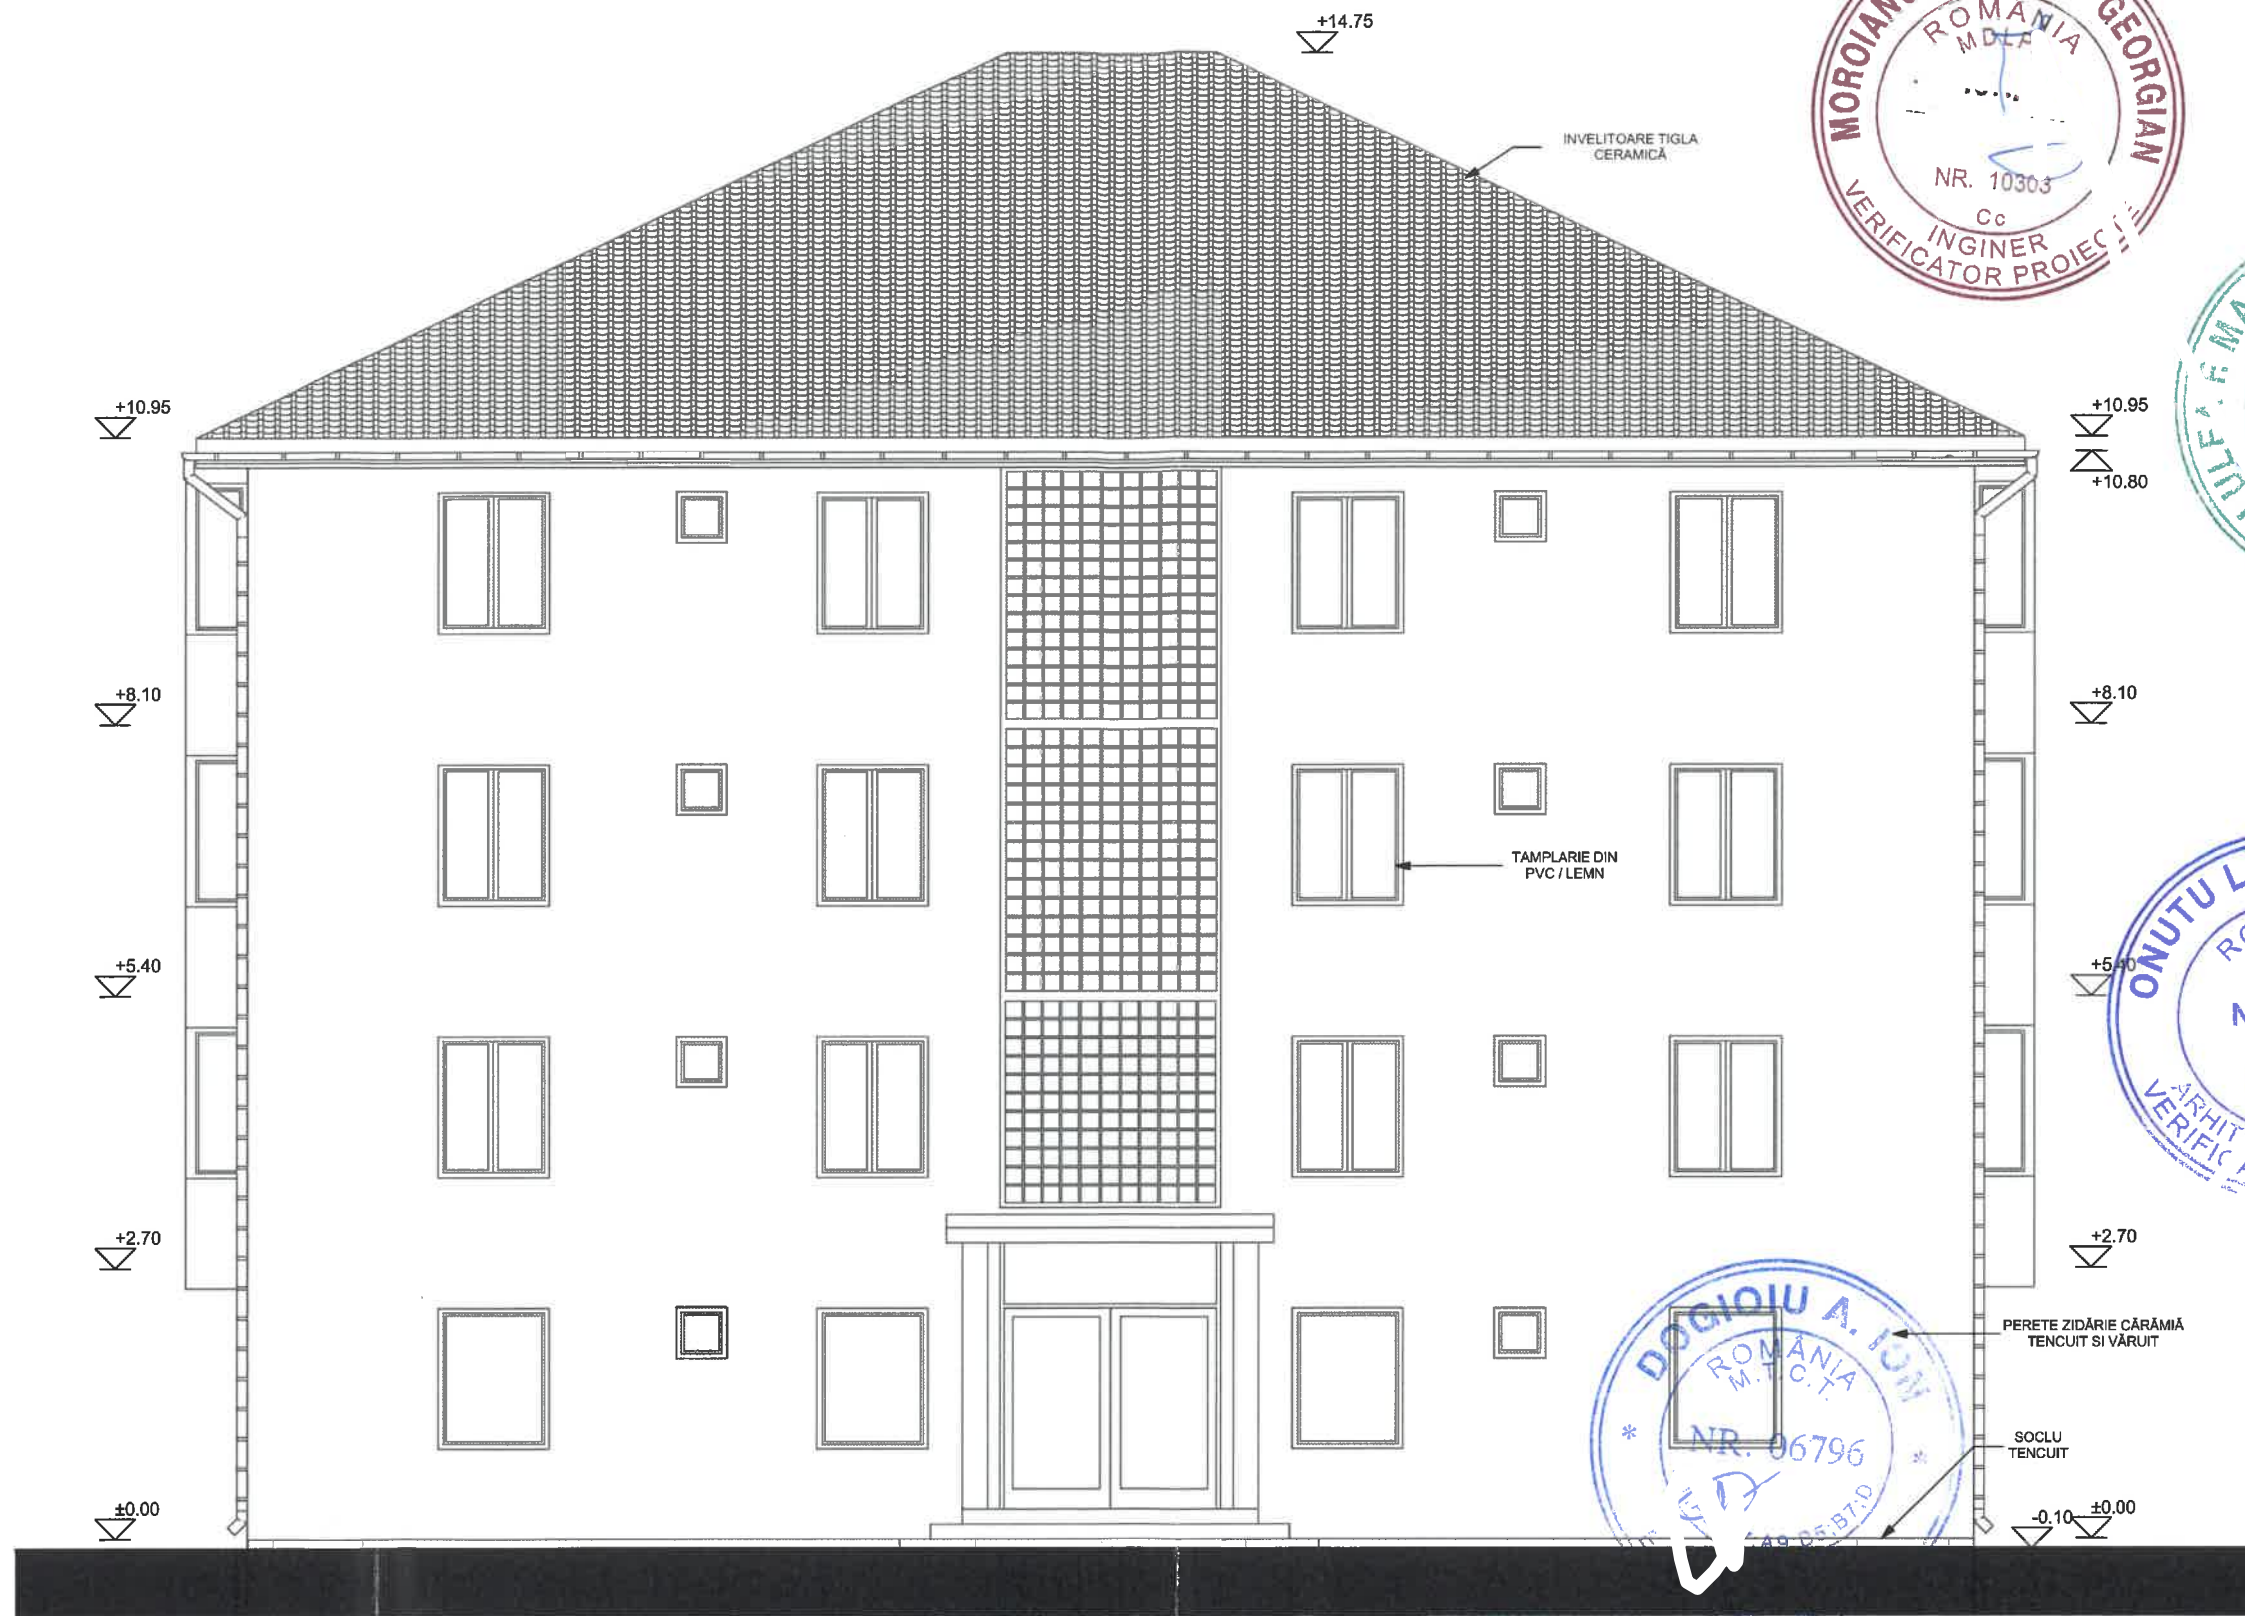 +14.75
MOROIANU GEORGIAN
ROMANIA
MDLP
NR. 10303
Cc
INGINER
VERIFICATOR PROIECTE
INVELITOARE TIGLA
CERAMICĂ
+10.95
+10.95
+10.80
+8.10
+8.10
TAMPLARIE DIN
PVC / LEMN
ONUTU
+5.40
+5.40
+2.70
+2.70
DOGIOIU A. ION
ROMÂNIA
M.T.C.T.
NR. 06796
PERETE ZIDĂRIE CĂRĂMIĂ
TENCUIT SI VĂRUIT
SOCLU
TENCUIT
±0.00
-0.10
±0.00